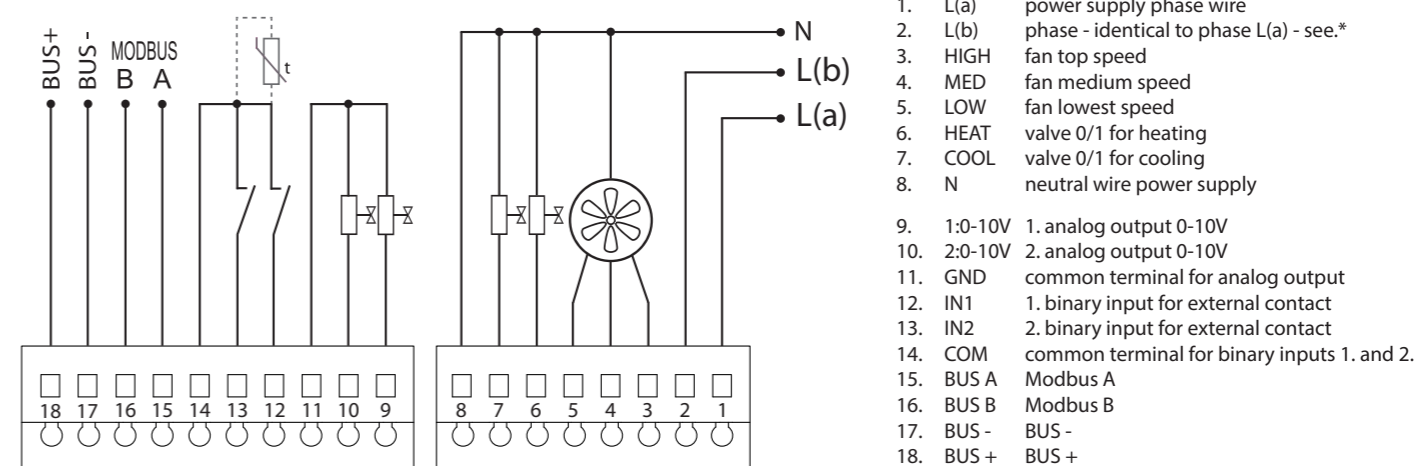 BUS+
BUS -
MODBUS
B A
t
N
L(b)
L(a)
18 17 16 15 14 13 12 11 10 9
8 7 6 5 4 3 2 1
1. L(a) power supply phase wire
2. L(b) phase - identical to phase L(a) - see.*
3. HIGH fan top speed
4. MED fan medium speed
5. LOW fan lowest speed
6. HEAT valve 0/1 for heating
7. COOL valve 0/1 for cooling
8. N neutral wire power supply
9. 1:0-10V 1. analog output 0-10V
10. 2:0-10V 2. analog output 0-10V
11. GND common terminal for analog output
12. IN1 1. binary input for external contact
13. IN2 2. binary input for external contact
14. COM common terminal for binary inputs 1. and 2.
15. BUS A Modbus A
16. BUS B Modbus B
17. BUS - BUS -
18. BUS + BUS +